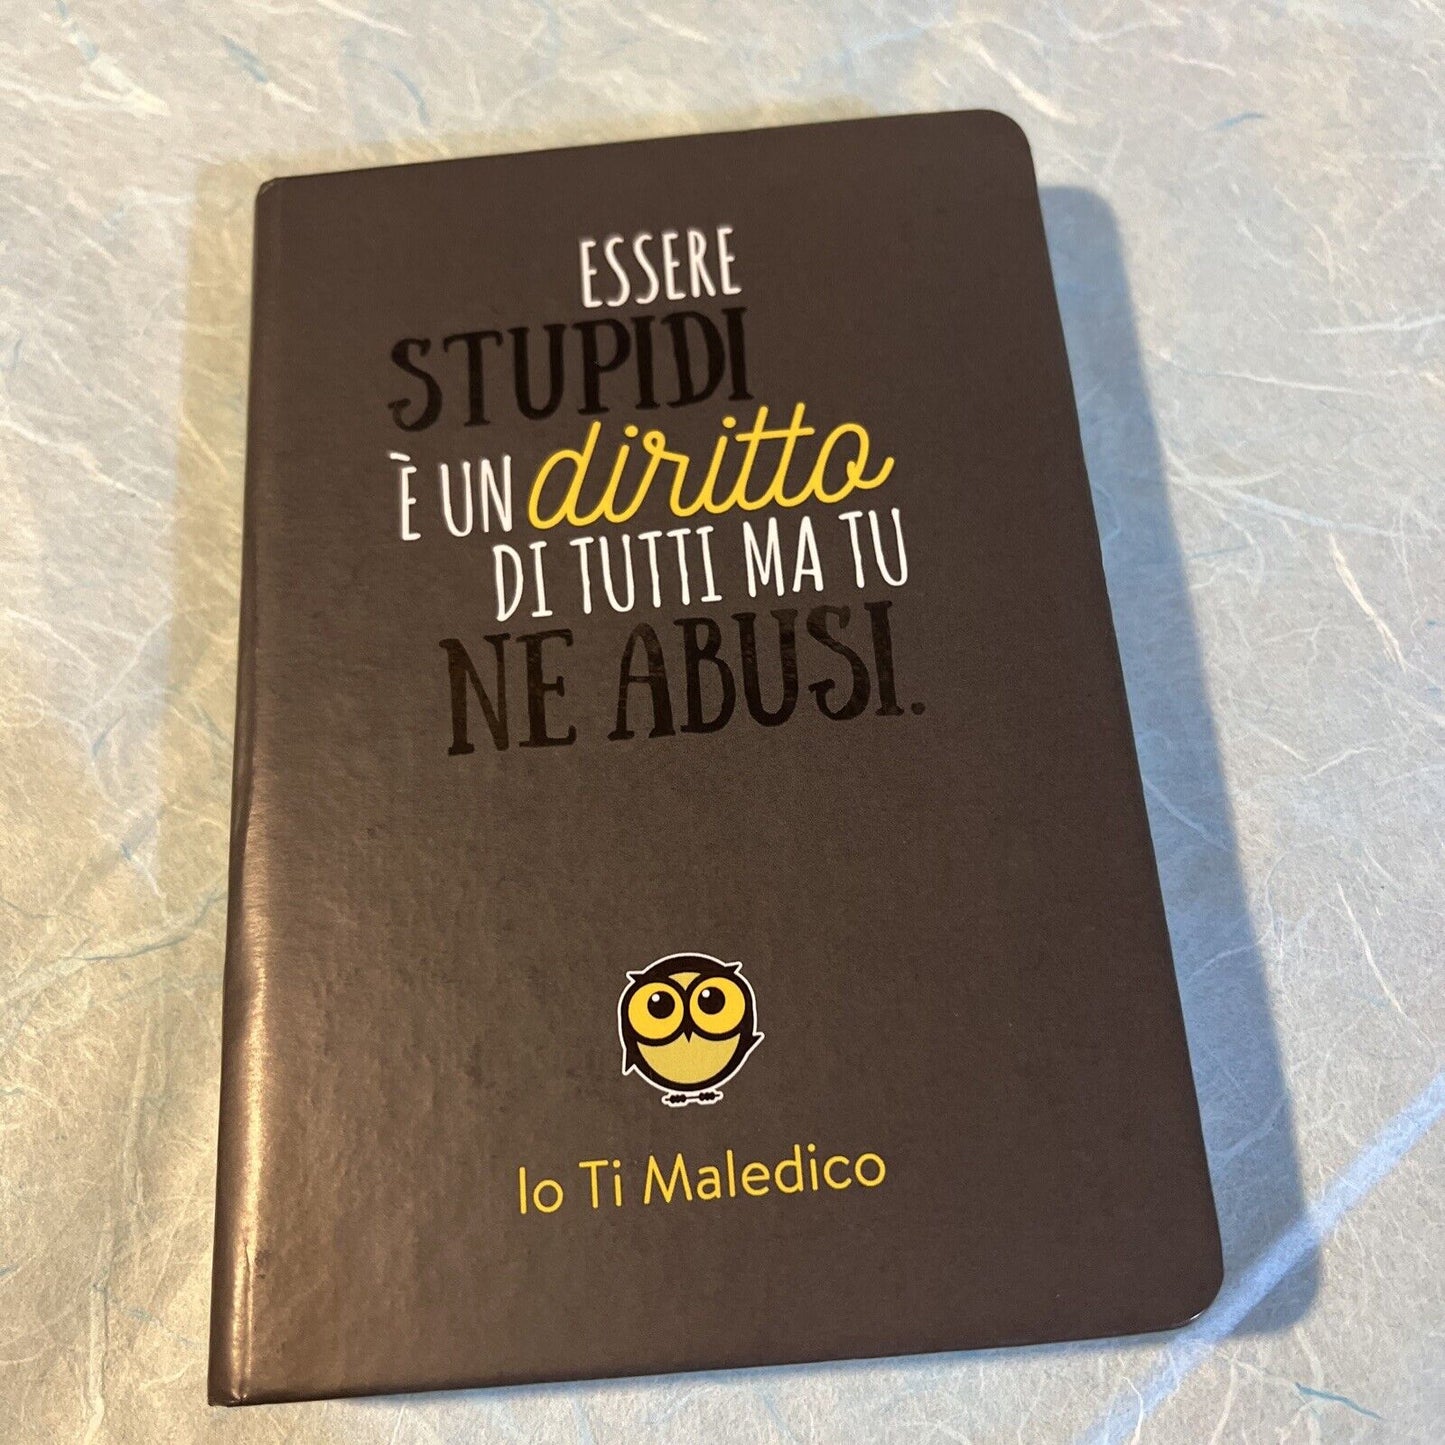 ESSERE
STUPIDI
È UN diritto
DI TUTTI MA TU
NE ABUSI.
Io Ti Maledico